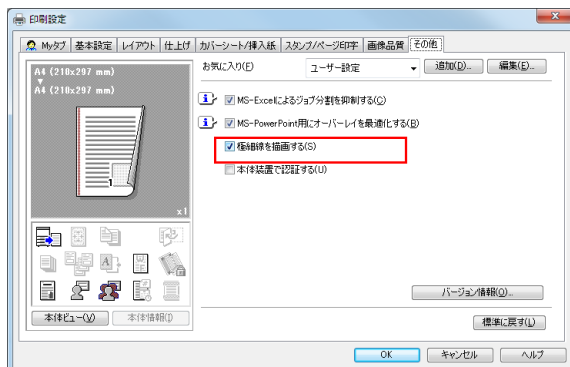 印刷設定
Myタブ 基本設定 レイアウト 仕上げ カバーシート/挿入紙 スタンプ/ページ印字 画像品質 その他
お気に入り(F) ユーザー設定 追加(D)... 編集(E)...
A4 (210x297 mm)
A4 (210x297 mm)
MS-Excelによるジョブ分割を抑制する(C)
MS-PowerPoint用にオーバーレイを最適化する(B)
極細線を描画する(S)
本体装置で認証する(U)
1
x1
A
バージョン情報(O)...
本体ビュー(V) 本体情報(I)
標準に戻す(L)
OK キャンセル ヘルプ